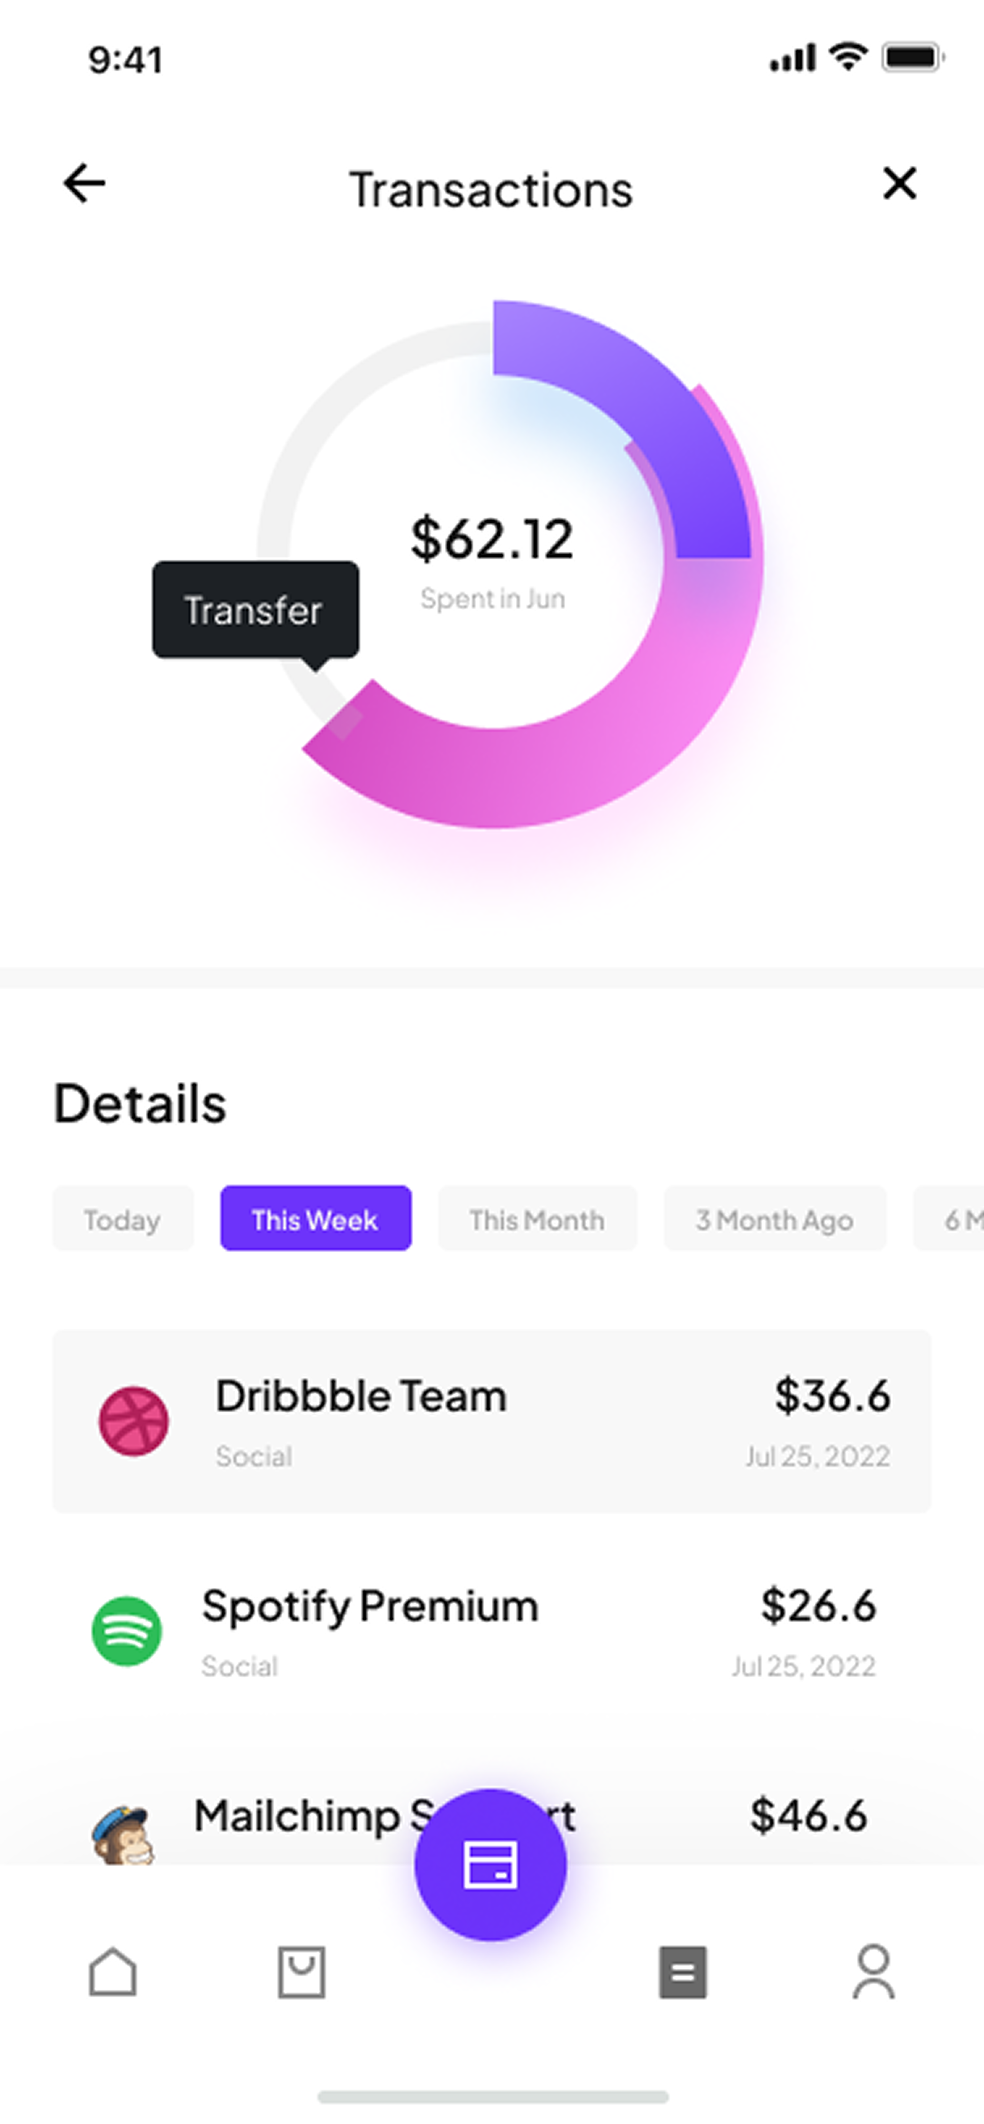 9:41
Transactions
$62.12
Spent in Jun
Transfer
Details
Today This Week This Month 3 Month Ago 6
Dribbble Team $36.6
Social Jul 25, 2022
Spotify Premium $26.6
Social Jul 25, 2022
Mailchimp $46.6